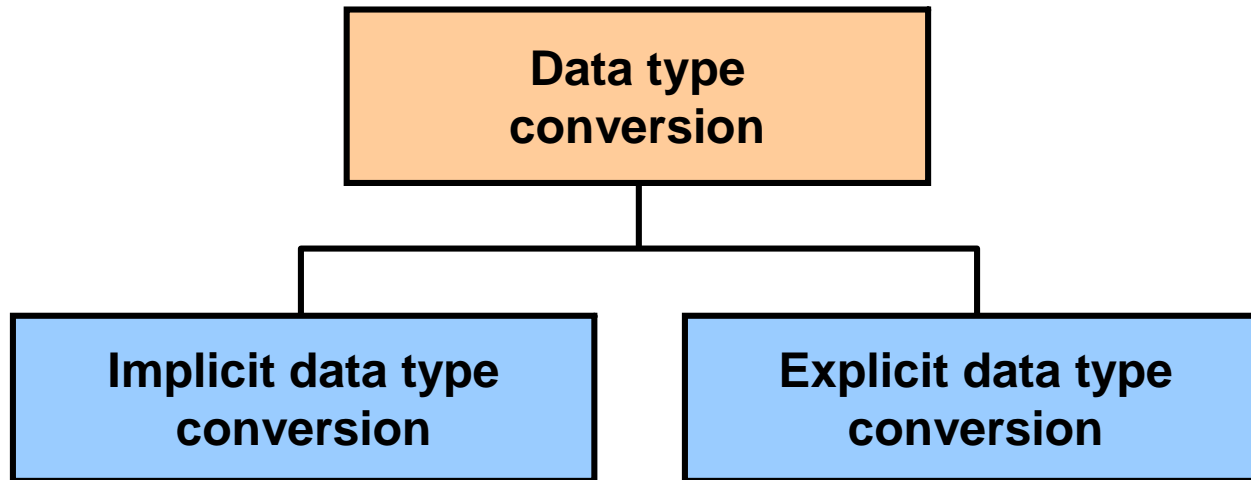 Data type
conversion
Implicit data type
conversion
Explicit data type
conversion